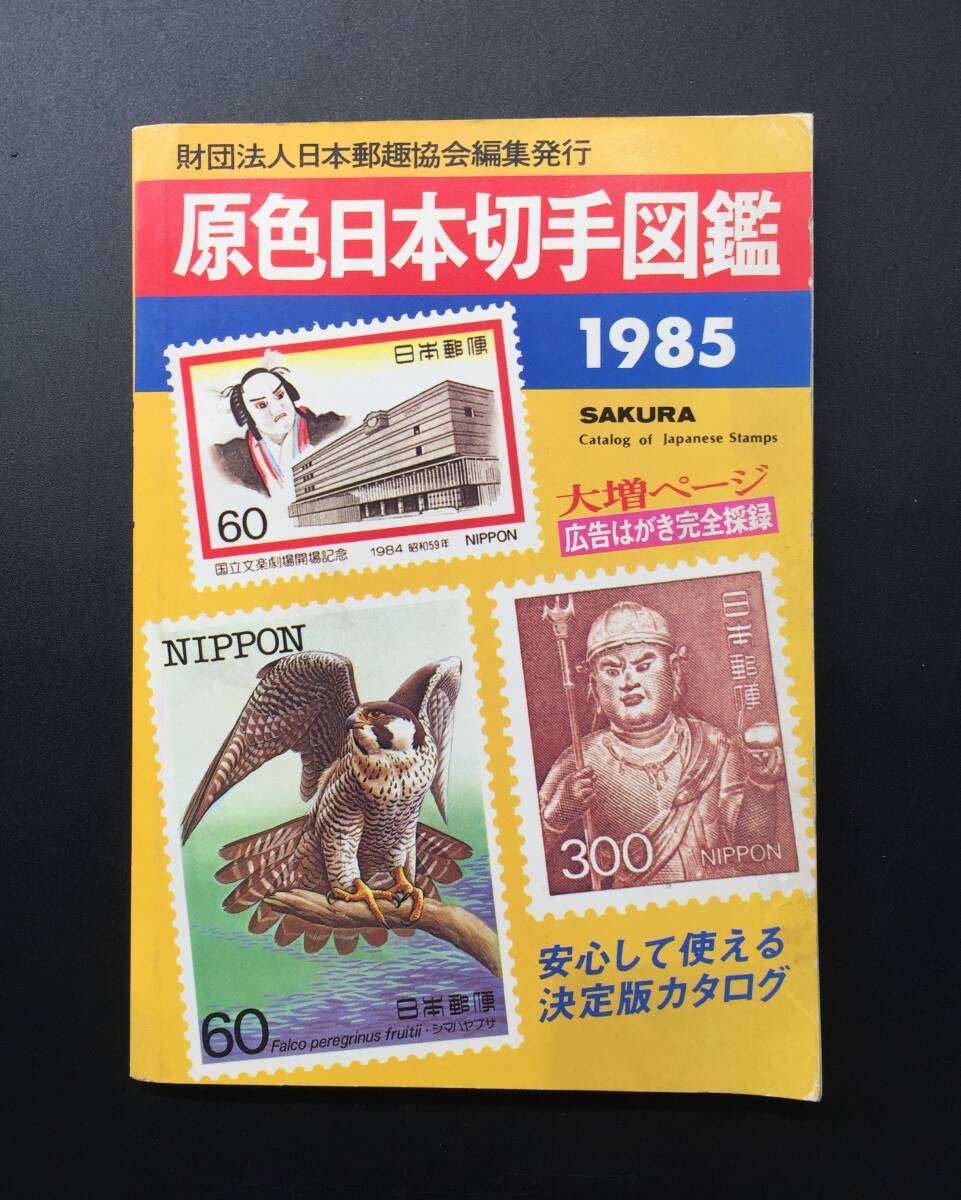 財団法人日本郵趣協会編集発行
原色日本切手図鑑
1985
SAKURA
Catalog of Japanese Stamps
大増ページ
広告はがき完全採録
日本郵便
60
国立文楽劇場開場記念 1984 昭和59年 NIPPON
NIPPON
60
日本郵便
Falco peregrinus fruitii・シマハヤブサ
日本郵便
300
NIPPON
安心して使える
決定版カタログ